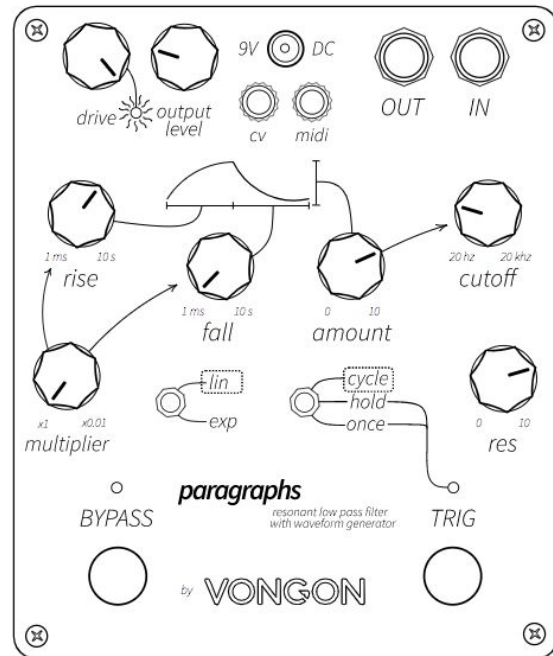 9V DC
OUT IN
drive output level
cv midi
1 ms 10 s
rise
20 hz 20 khz
cutoff
1 ms 10 s
fall
0 10
amount
x1 x0.01
multiplier
lin
exp
cycle
hold
once
0 10
res
BYPASS
paragraphs
resonant low pass filter
with waveform generator
TRIG
by VONGON